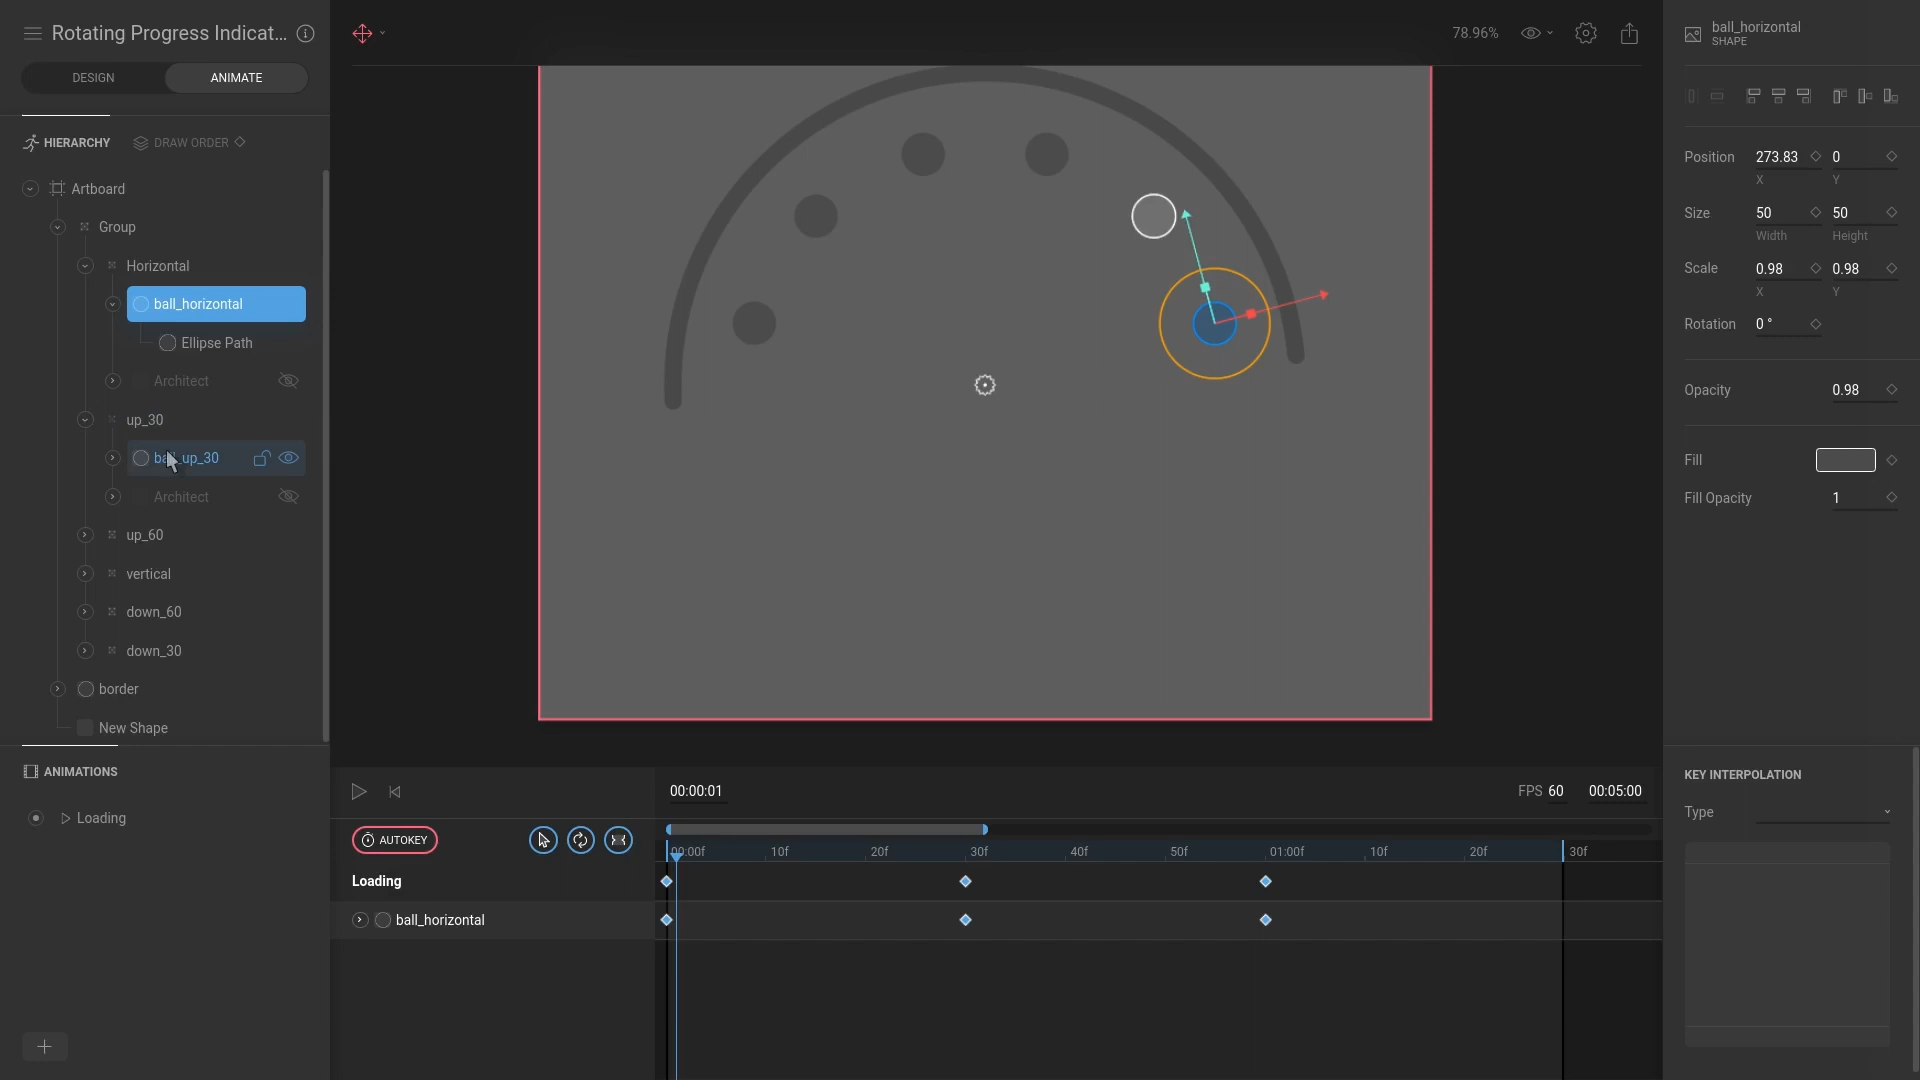 Rotating Progress Indicat...
DESIGN
ANIMATE
HIERARCHY
DRAW ORDER
Artboard
Group
Horizontal
ball_horizontal
Ellipse Path
Architect
up_30
ball_up_30
Architect
up_60
vertical
down_60
down_30
border
New Shape
ANIMATIONS
Loading
78.96%
ball_horizontal
SHAPE
Position 273.83 0
X Y
Size 50 50
Width Height
Scale 0.98 0.98
X Y
Rotation 0 °
Opacity 0.98
Fill
Fill Opacity 1
KEY INTERPOLATION
Type
00:00:01
FPS 60 00:05:00
AUTOKEY
00:00f 10f 20f 30f 40f 50f 01:00f 10f 20f 30f
Loading
ball_horizontal